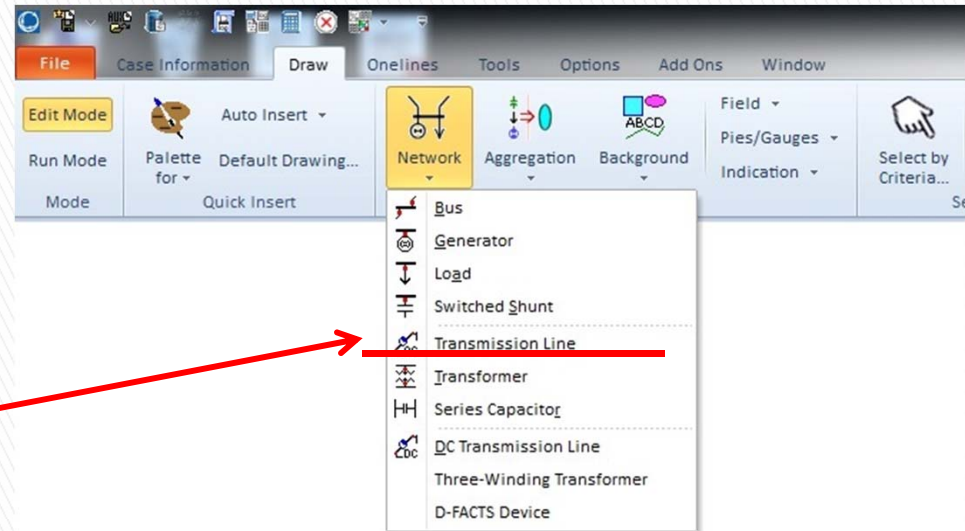 File Case Information Draw Onelines Tools Options Add Ons Window
Edit Mode
Run Mode
Mode
Palette for
Auto Insert
Default Drawing...
Quick Insert
Network
Aggregation
ABCD
Background
Field
Pies/Gauges
Indication
Select by
Criteria...
Se
Bus
Generator
Load
Switched Shunt
Transmission Line
Transformer
Series Capacitor
DC Transmission Line
Three-Winding Transformer
D-FACTS Device